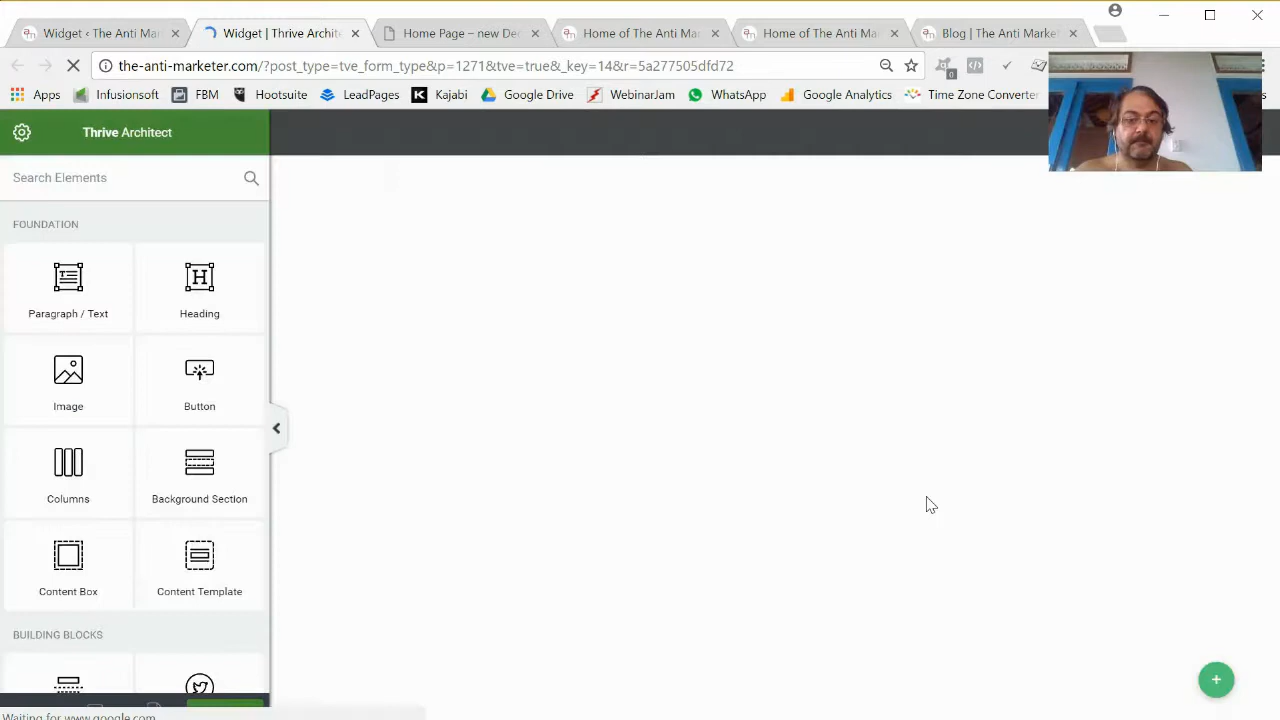 Widget ‹ The Anti Mar
Widget | Thrive Archit
Home Page – new De
Home of The Anti Ma
Home of The Anti Ma
Blog | The Anti Market
the-anti-marketer.com/?post_type=tve_form_type&p=1271&tve=true&_key=14&r=5a277505dfd72
0
Apps
Infusionsoft
FBM
Hootsuite
LeadPages
Kajabi
Google Drive
WebinarJam
WhatsApp
Google Analytics
Time Zone Converter
Thrive Architect
Search Elements
FOUNDATION
Paragraph / Text
Heading
Image
Button
Columns
Background Section
Content Box
Content Template
BUILDING BLOCKS
Waiting for www.google.com